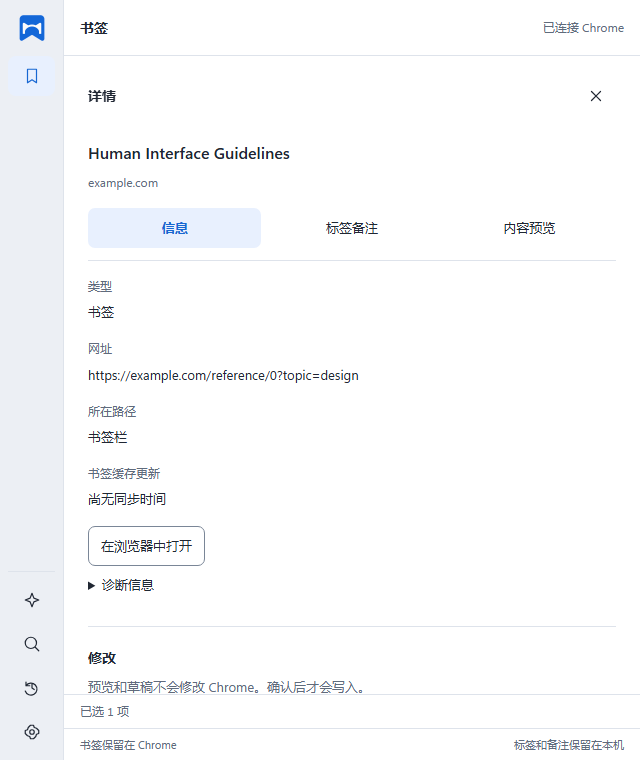 书签
已连接 Chrome
详情
Human Interface Guidelines
example.com
信息
标签备注
内容预览
类型
书签
网址
https://example.com/reference/0?topic=design
所在路径
书签栏
书签缓存更新
尚无同步时间
在浏览器中打开
诊断信息
修改
预览和草稿不会修改 Chrome。确认后才会写入。
已选 1 项
书签保留在 Chrome
标签和备注保留在本机